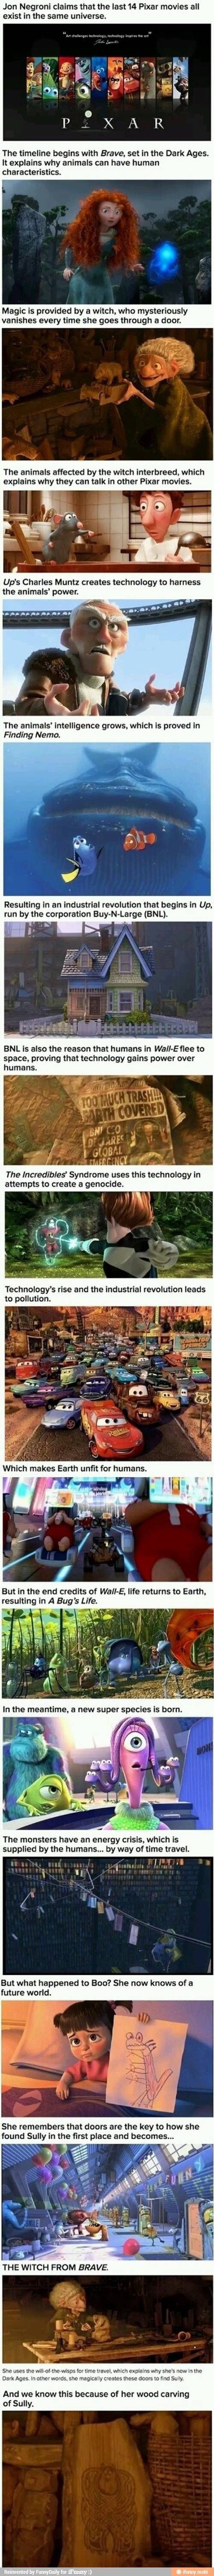 Jon Negroni claims that the last 14 Pixar movies all
exist in the same universe.
"Art challenges technology, technology inspires the art"
P I X A R
The timeline begins with Brave, set in the Dark Ages.
It explains why animals can have human
characteristics.
Magic is provided by a witch, who mysteriously
vanishes every time she goes through a door.
The animals affected by the witch interbreed, which
explains why they can talk in other Pixar movies.
Up's Charles Muntz creates technology to harness
the animals' power.
The animals' intelligence grows, which is proved in
Finding Nemo.
Resulting in an industrial revolution that begins in Up,
run by the corporation Buy-N-Large (BNL).
BNL is also the reason that humans in Wall-E flee to
space, proving that technology gains power over
humans.
TOO MUCH TRASH!!
COVERED
GLOBAL
The Incredibles' Syndrome uses this technology in
attempts to create a genocide.
Technology's rise and the industrial revolution leads
to pollution.
Which makes Earth unfit for humans.
But in the end credits of Wall-E, life returns to Earth,
resulting in A Bug's Life.
In the meantime, a new super species is born.
The monsters have an energy crisis, which is
supplied by the humans... by way of time travel.
But what happened to Boo? She now knows of a
future world.
She remembers that doors are the key to how she
found Sully in the first place and becomes...
THE WITCH FROM BRAVE.
She uses the will-of-the-wisps for time travel, which explains why she's now in the
Dark Ages. In other words, she magically creates these doors to find Sully.
And we know this because of her wood carving
of Sully.